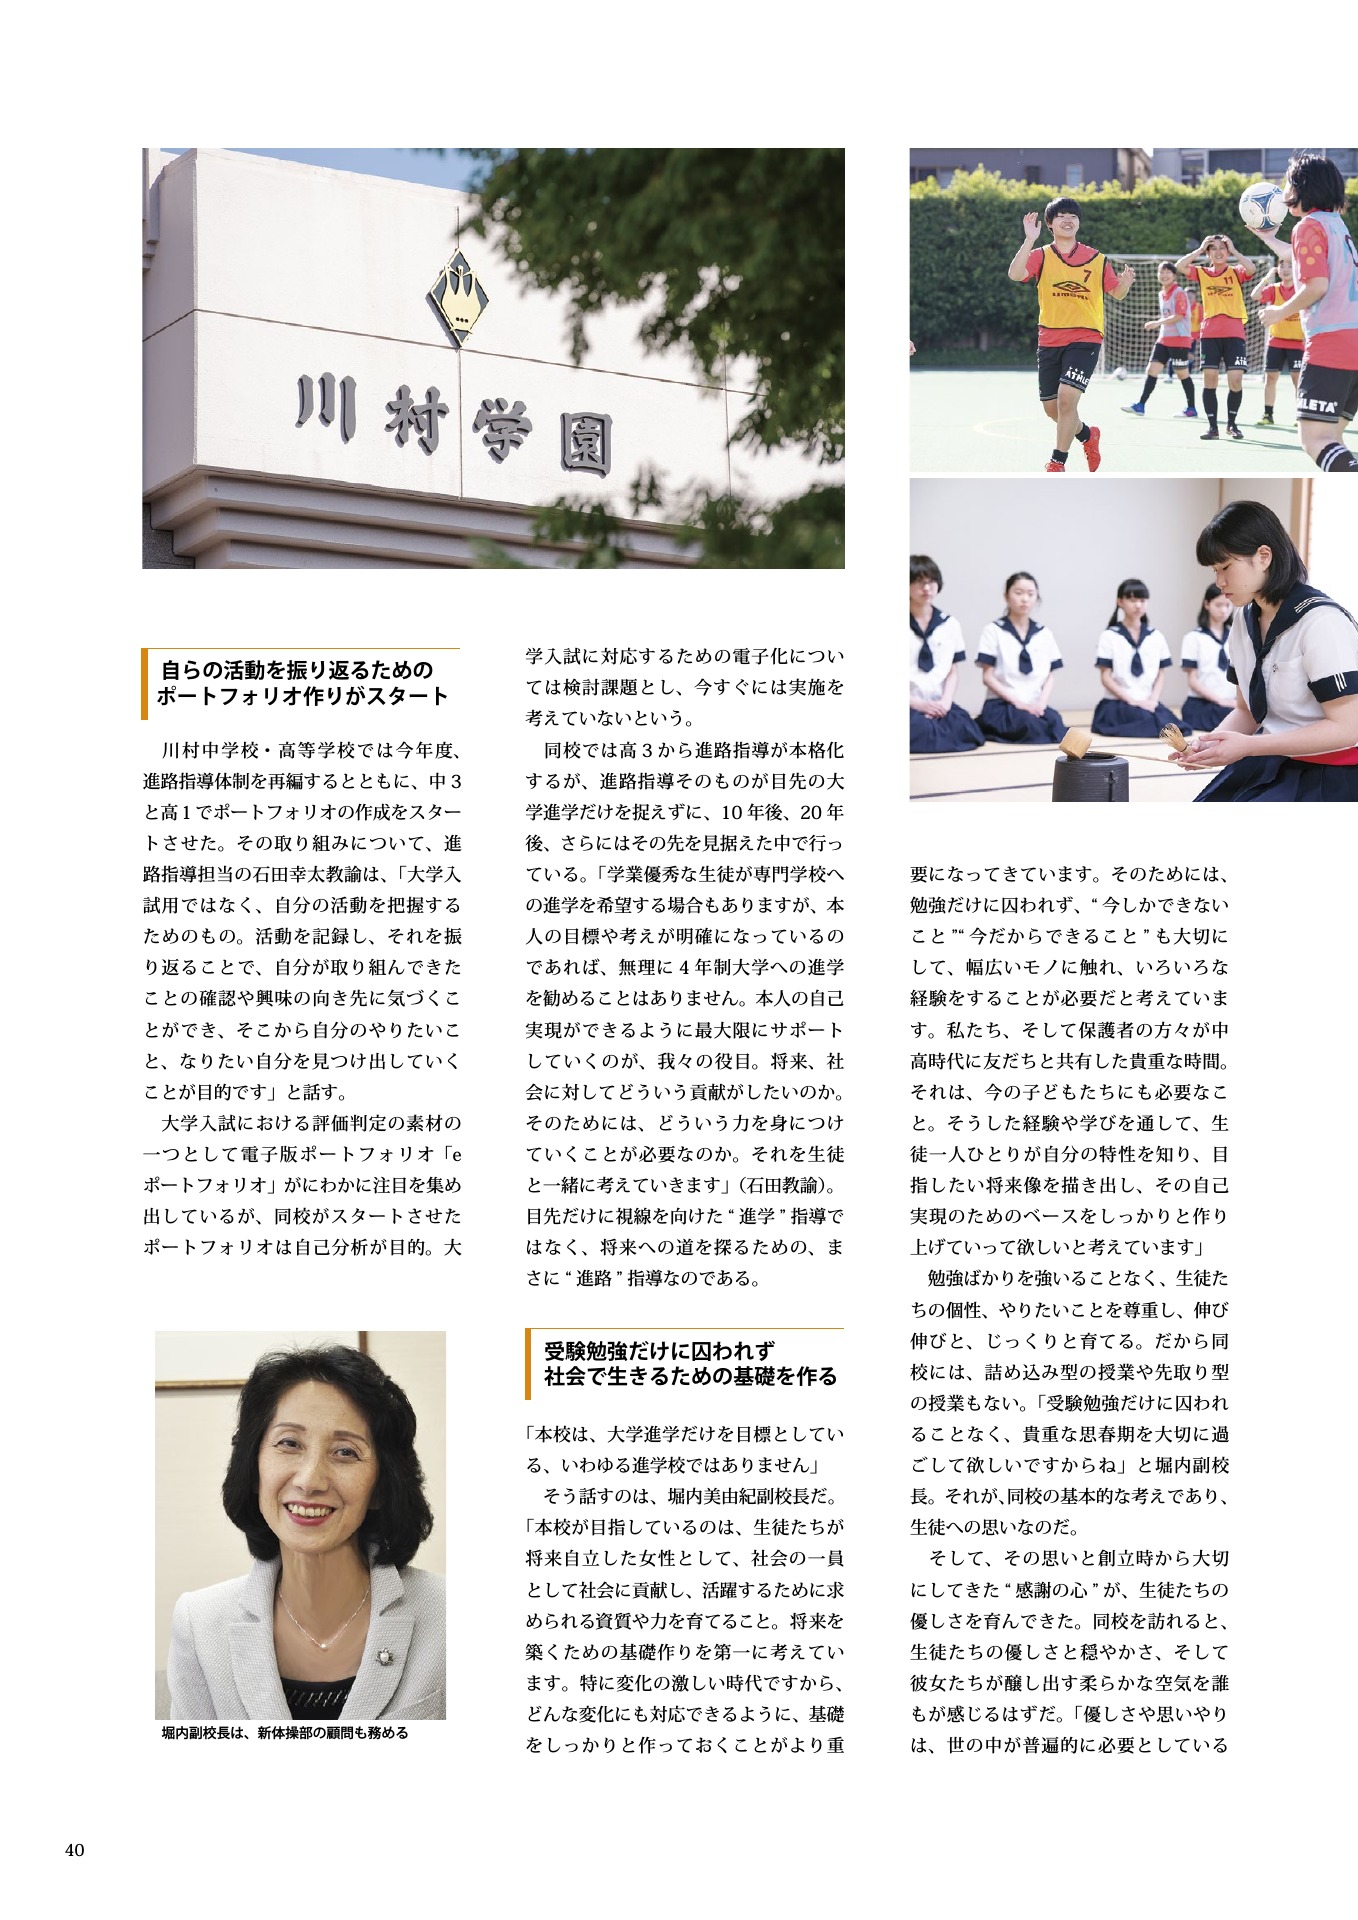 川村学園
7
11
ATHLE
ATHLETA
自らの活動を振り返るための
ポートフォリオ作りがスタート
川村中学校・高等学校では今年度、
進路指導体制を再編するとともに、中3
と高1でポートフォリオの作成をスター
トさせた。その取り組みについて、進
路指導担当の石田幸太教諭は、「大学入
試用ではなく、自分の活動を把握する
ためのもの。活動を記録し、それを振
り返ることで、自分が取り組んできた
ことの確認や興味の向き先に気づくこ
とができ、そこから自分のやりたいこ
と、なりたい自分を見つけ出していく
ことが目的です」と話す。
大学入試における評価判定の素材の
一つとして電子版ポートフォリオ「e
ポートフォリオ」がにわかに注目を集め
出しているが、同校がスタートさせた
ポートフォリオは自己分析が目的。大
堀内副校長は、新体操部の顧問も務める
学入試に対応するための電子化につい
ては検討課題とし、今すぐには実施を
考えていないという。
同校では高3から進路指導が本格化
するが、進路指導そのものが目先の大
学進学だけを捉えずに、10年後、20年
後、さらにはその先を見据えた中で行っ
ている。「学業優秀な生徒が専門学校へ
の進学を希望する場合もありますが、本
人の目標や考えが明確になっているの
であれば、無理に4年制大学への進学
を勧めることはありません。本人の自己
実現ができるように最大限にサポート
していくのが、我々の役目。将来、社
会に対してどういう貢献がしたいのか。
そのためには、どういう力を身につけ
ていくことが必要なのか。それを生徒
と一緒に考えていきます」（石田教諭）。
目先だけに視線を向けた“進学”指導で
はなく、将来への道を探るための、ま
さに“進路”指導なのである。
受験勉強だけに囚われず
社会で生きるための基礎を作る
「本校は、大学進学だけを目標としてい
る、いわゆる進学校ではありません」
そう話すのは、堀内美由紀副校長だ。
「本校が目指しているのは、生徒たちが
将来自立した女性として、社会の一員
として社会に貢献し、活躍するために求
められる資質や力を育てること。将来を
築くための基礎作りを第一に考えてい
ます。特に変化の激しい時代ですから、
どんな変化にも対応できるように、基礎
をしっかりと作っておくことがより重
要になってきています。そのためには、
勉強だけに囚われず、“今しかできない
こと”“今だからできること”も大切に
して、幅広いモノに触れ、いろいろな
経験をすることが必要だと考えていま
す。私たち、そして保護者の方々が中
高時代に友だちと共有した貴重な時間。
それは、今の子どもたちにも必要なこ
と。そうした経験や学びを通して、生
徒一人ひとりが自分の特性を知り、目
指したい将来像を描き出し、その自己
実現のためのベースをしっかりと作り
上げていって欲しいと考えています」
勉強ばかりを強いることなく、生徒た
ちの個性、やりたいことを尊重し、伸び
伸びと、じっくりと育てる。だから同
校には、詰め込み型の授業や先取り型
の授業もない。「受験勉強だけに囚われ
ることなく、貴重な思春期を大切に過
ごして欲しいですからね」と堀内副校
長。それが、同校の基本的な考えであり、
生徒への思いなのだ。
そして、その思いと創立時から大切
にしてきた“感謝の心”が、生徒たちの
優しさを育んできた。同校を訪れると、
生徒たちの優しさと穏やかさ、そして
彼女たちが醸し出す柔らかな空気を誰
もが感じるはずだ。「優しさや思いやり
は、世の中が普遍的に必要としている
40